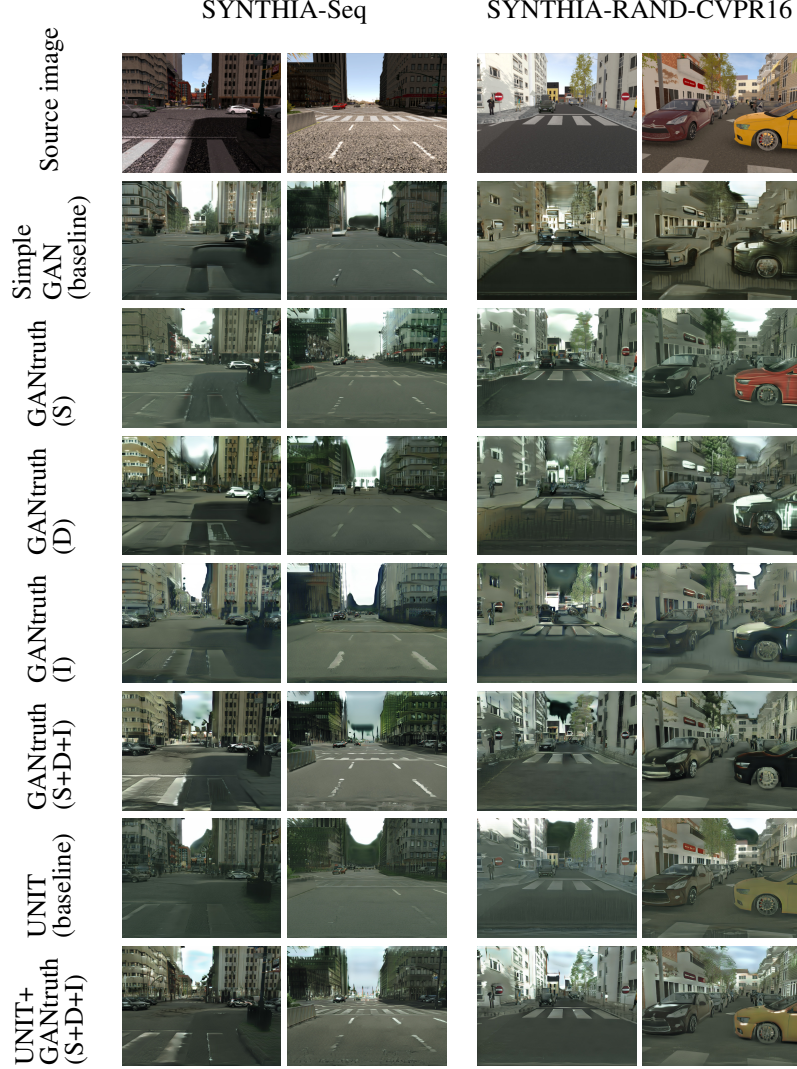 SYNTHIA-Seq
SYNTHIA-RAND-CVPR16
Source image
Simple
GAN
(baseline)
GANtruth
(S)
GANtruth
(D)
GANtruth
(I)
GANtruth
(S+D+I)
UNIT
(baseline)
UNIT+
GANtruth
(S+D+I)